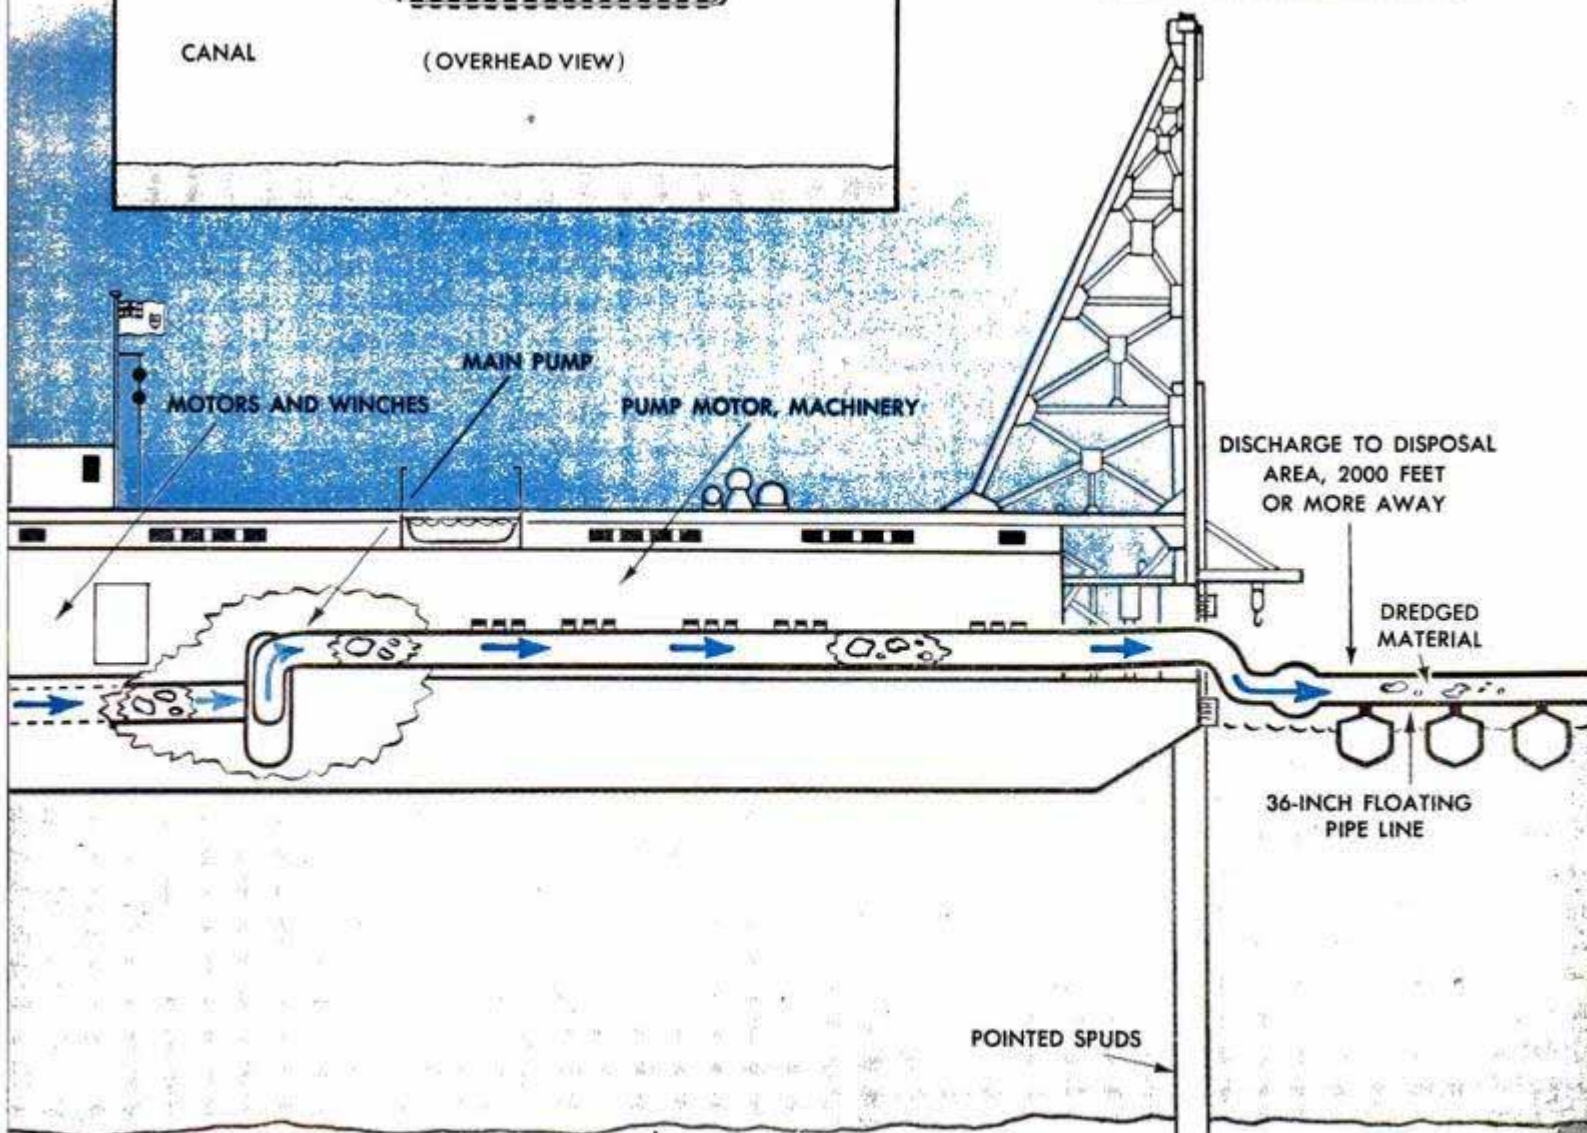 CANAL
(OVERHEAD VIEW)
MAIN PUMP
MOTORS AND WINCHES
PUMP MOTOR, MACHINERY
DISCHARGE TO DISPOSAL
AREA, 2000 FEET
OR MORE AWAY
DREDGED
MATERIAL
36-INCH FLOATING
PIPE LINE
POINTED SPUDS